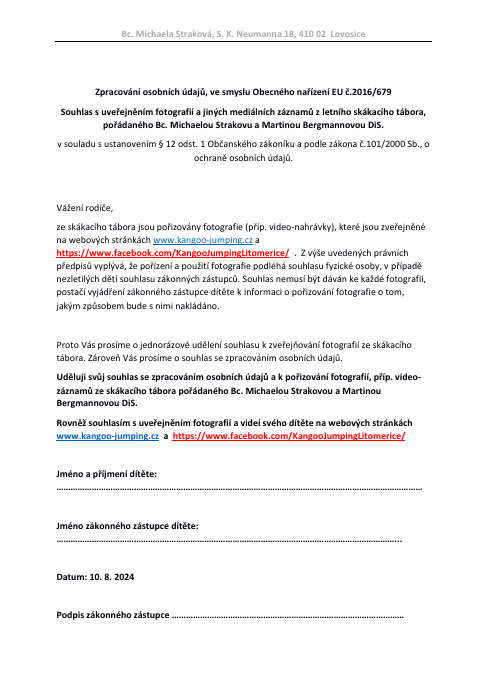 Bc. Michaela Straková, S. K. Neumanna 18, 410 02  Lovosice
Zpracování osobních údajů, ve smyslu Obecného nařízení EU č.2016/679
Souhlas s uveřejněním fotografií a jiných mediálních záznamů z letního skákacího tábora,
pořádaného Bc. Michaelou Strakovu a Martinou Bergmannovou DiS.
v souladu s ustanovením § 12 odst. 1 Občanského zákoníku a podle zákona č.101/2000 Sb., o
ochraně osobních údajů.
Vážení rodiče,
ze skákacího tábora jsou pořizovány fotografie (příp. video-nahrávky), které jsou zveřejněné
na webových stránkách www.kangoo-jumping.cz a
https://www.facebook.com/KangooJumpingLitomerice/  .  Z výše uvedených právních
předpisů vyplývá, že pořízení a použití fotografie podléhá souhlasu fyzické osoby, v případě
nezletilých dětí souhlasu zákonných zástupců. Souhlas nemusí být dáván ke každé fotografii,
postačí vyjádření zákonného zástupce dítěte k informaci o pořizování fotografie o tom,
jakým způsobem bude s nimi nakládáno.
Proto Vás prosíme o jednorázové udělení souhlasu k zveřejňování fotografií ze skákacího
tábora. Zároveň Vás prosíme o souhlas se zpracováním osobních údajů.
Uděluji svůj souhlas se zpracováním osobních údajů a k pořizování fotografií, příp. video-
záznamů ze skákacího tábora pořádaného Bc. Michaelou Strakovou a Martinou
Bergmannovou DiS.
Rovněž souhlasím s uveřejněním fotografií a videí svého dítěte na webových stránkách
www.kangoo-jumping.cz  a  https://www.facebook.com/KangooJumpingLitomerice/
Jméno a příjmení dítěte:
……………………………………………………………………………………………………………………………………
Jméno zákonného zástupce dítěte:
……………………………………………………………………………………………………………………………...
Datum: 10. 8. 2024
Podpis zákonného zástupce ……………………………………………………………………………………